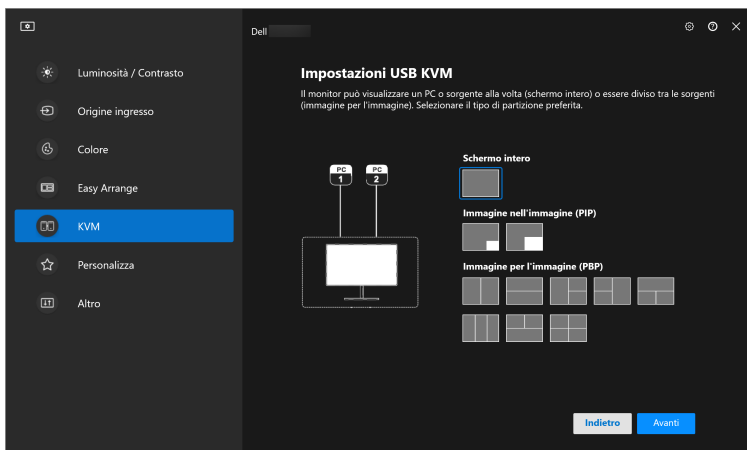 Dell
Luminosità / Contrasto
Origine ingresso
Colore
Easy Arrange
KVM
Personalizza
Altro
Impostazioni USB KVM
Il monitor può visualizzare un PC o sorgente alla volta (schermo intero) o essere diviso tra le sorgenti
(immagine per l'immagine). Selezionare il tipo di partizione preferita.
PC
1
PC
2
Schermo intero
Immagine nell'immagine (PIP)
Immagine per l'immagine (PBP)
Indietro
Avanti